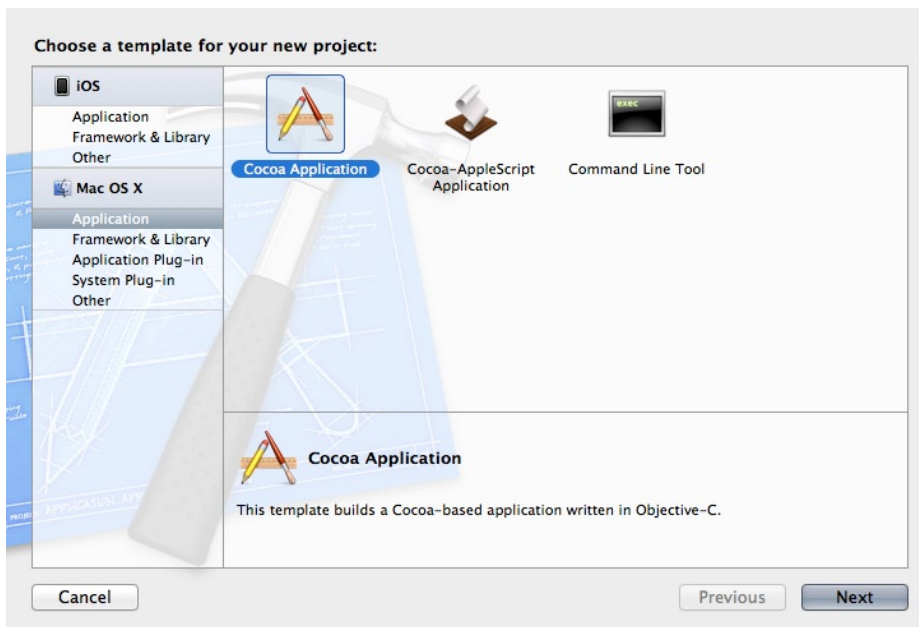 Choose a template for your new project:
iOS
Application
Framework & Library
Other
Mac OS X
Application
Framework & Library
Application Plug-in
System Plug-in
Other
Cocoa Application
Cocoa-AppleScript
Application
exec
Command Line Tool
Cocoa Application
This template builds a Cocoa-based application written in Objective-C.
Cancel
Previous
Next